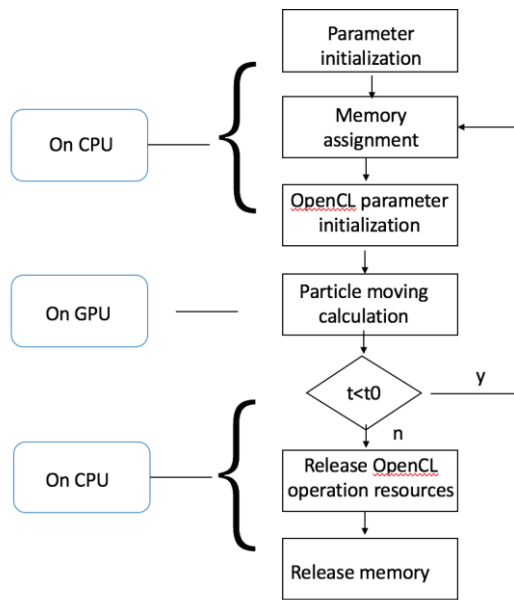 Parameter
initialization
On CPU
Memory
assignment
OpenCL parameter
initialization
On GPU
Particle moving
calculation
t<t0
y
n
On CPU
Release OpenCL
operation resources
Release memory